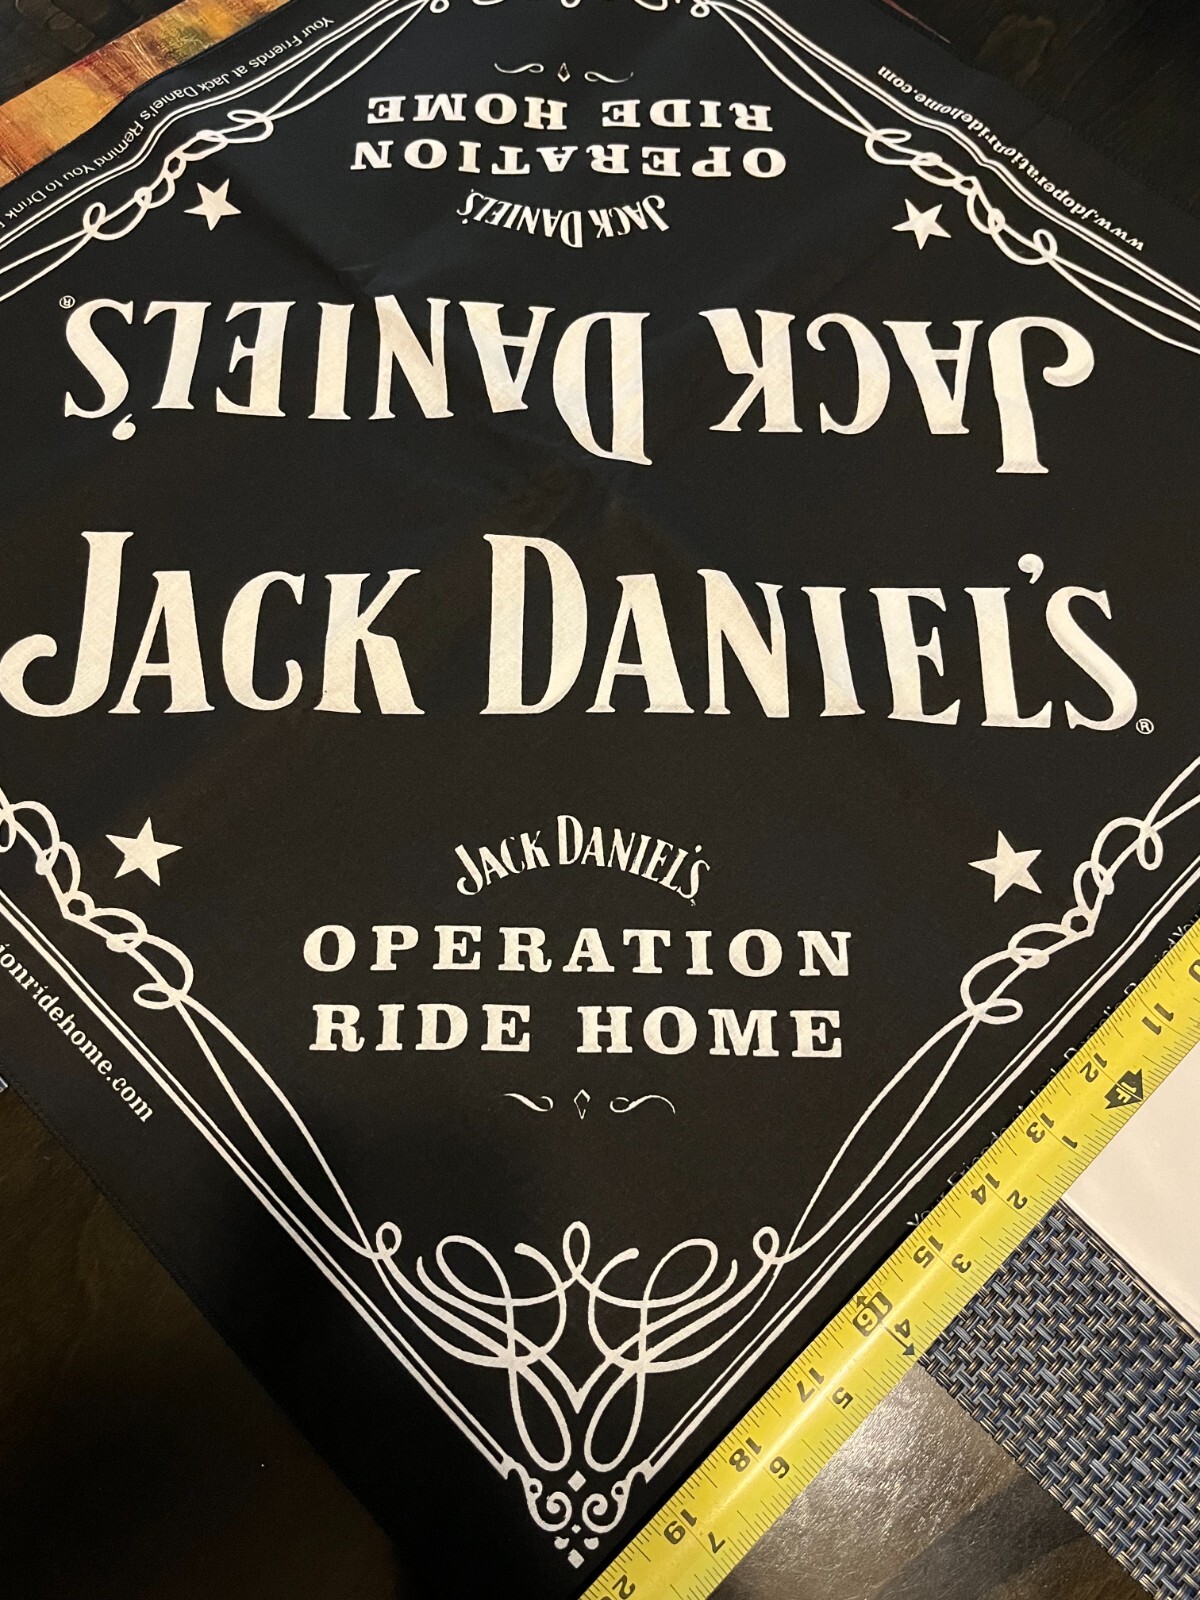 Your Friends at Jack Daniel's Remind You to Drink
www.jdoperationridehome.com
RIDE HOME
OPERATION
JACK DANIEL'S
JACK DANIEL'S®
JACK DANIEL'S®
JACK DANIEL'S
OPERATION
RIDE HOME
ionridehome.com
11 12 13 14 15 16 17 18 19 20
1F 1 2 3 4 5 6 7